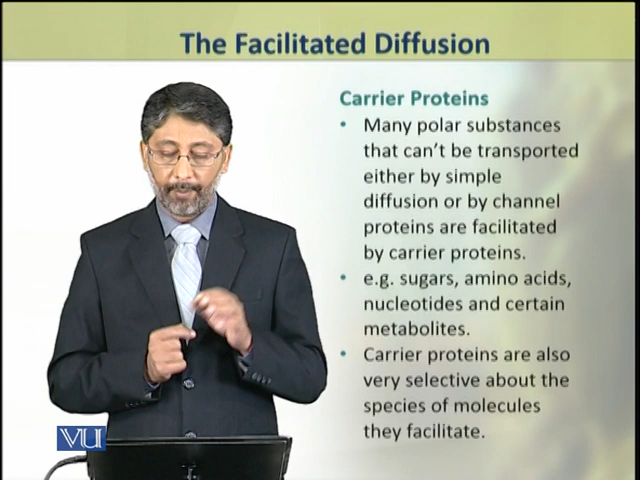 The Facilitated Diffusion
Carrier Proteins
• Many polar substances
that can't be transported
either by simple
diffusion or by channel
proteins are facilitated
by carrier proteins.
• e.g. sugars, amino acids,
nucleotides and certain
metabolites.
• Carrier proteins are also
very selective about the
species of molecules
they facilitate.
VU